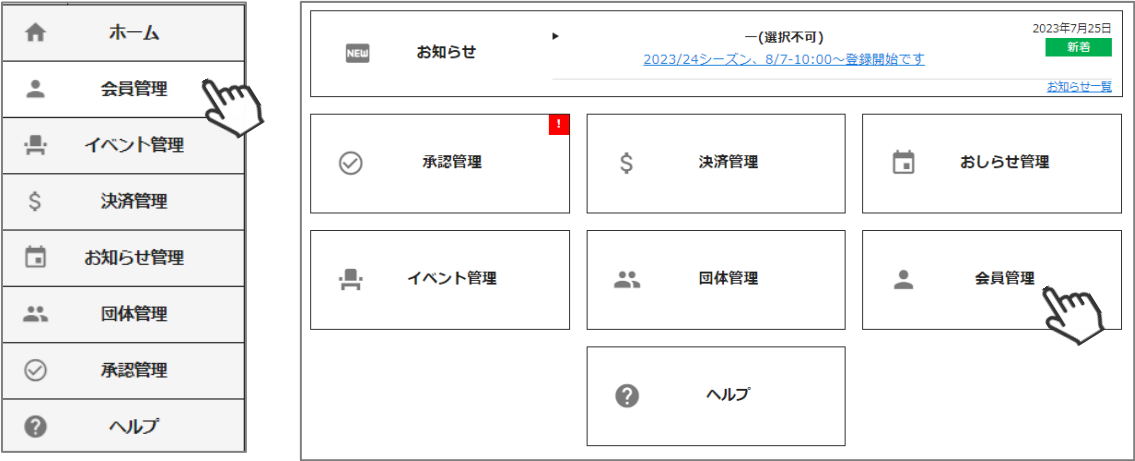 ホーム
会員管理
イベント管理
決済管理
お知らせ管理
団体管理
承認管理
ヘルプ
NEW
お知らせ
2023年7月25日
―(選択不可)
新着
2023/24シーズン、8/7-10:00～登録開始です
お知らせ一覧
!
承認管理
決済管理
おしらせ管理
イベント管理
団体管理
会員管理
ヘルプ